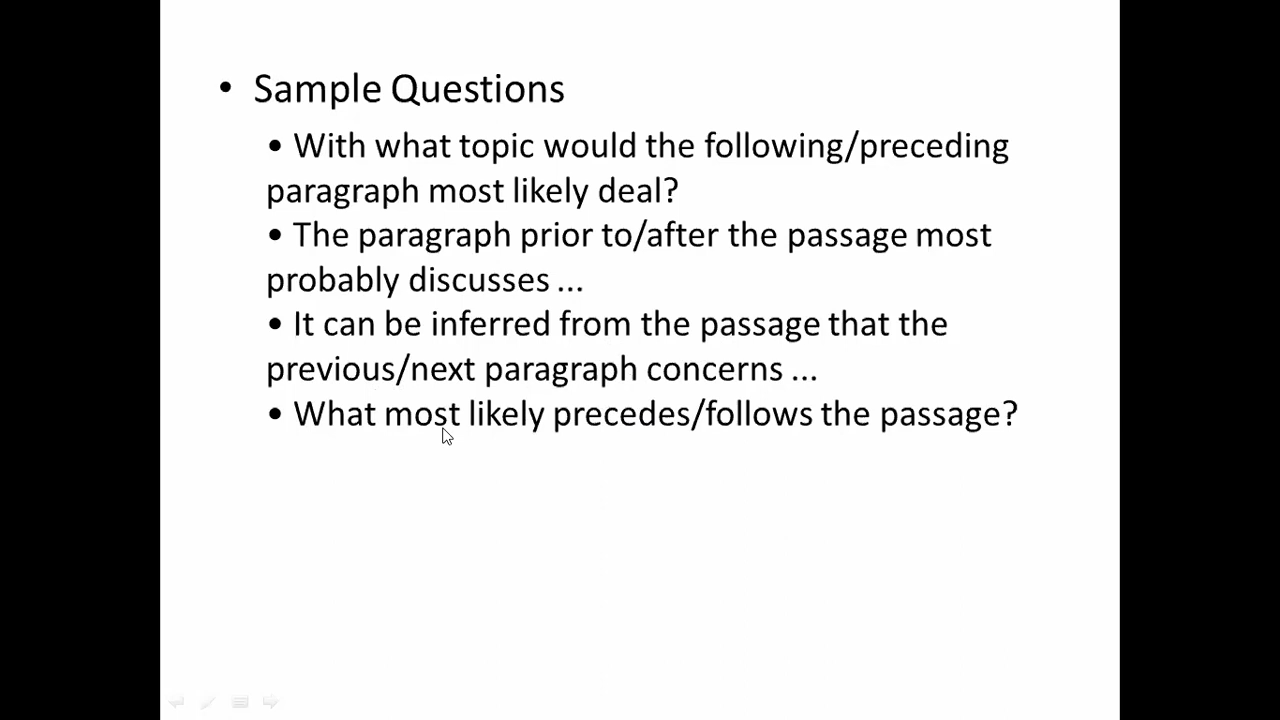 • Sample Questions
• With what topic would the following/preceding
paragraph most likely deal?
• The paragraph prior to/after the passage most
probably discusses ...
• It can be inferred from the passage that the
previous/next paragraph concerns ...
• What most likely precedes/follows the passage?